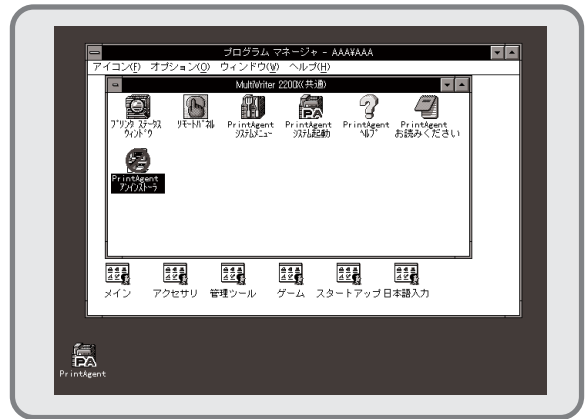 プログラム マネージャ - AAA¥AAA
アイコン(F) オプション(O) ウィンドウ(W) ヘルプ(H)
MultiWriter 2200X(共通)
プリンタ ステータス ウィンドウ
リモートパネル
PrintAgent システムメニュー
PrintAgent システム起動
PrintAgent ヘルプ
PrintAgent お読みください
PrintAgent アンインストーラ
メイン
アクセサリ
管理ツール
ゲーム
スタートアップ
日本語入力
PA
PrintAgent